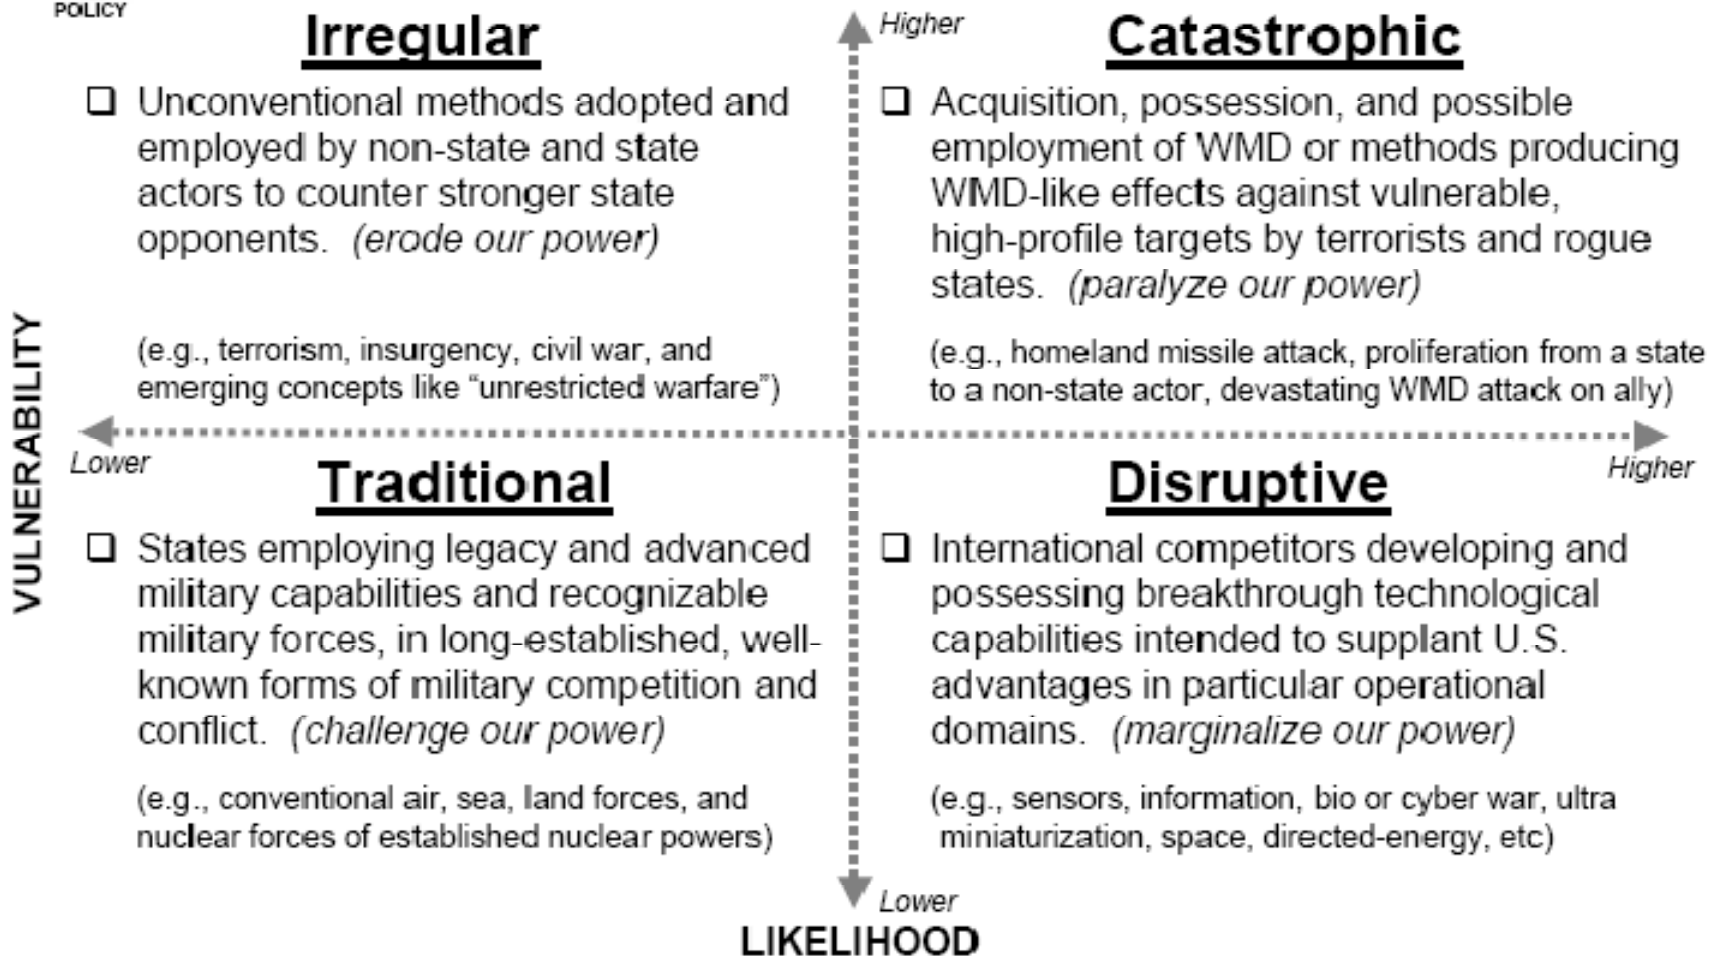 POLICY
Irregular
❑ Unconventional methods adopted and
employed by non-state and state
actors to counter stronger state
opponents. (erode our power)
(e.g., terrorism, insurgency, civil war, and
emerging concepts like “unrestricted warfare”)
Higher
Catastrophic
❑ Acquisition, possession, and possible
employment of WMD or methods producing
WMD-like effects against vulnerable,
high-profile targets by terrorists and rogue
states. (paralyze our power)
(e.g., homeland missile attack, proliferation from a state
to a non-state actor, devastating WMD attack on ally)
VULNERABILITY
Lower
Higher
Traditional
❑ States employing legacy and advanced
military capabilities and recognizable
military forces, in long-established, well-
known forms of military competition and
conflict. (challenge our power)
(e.g., conventional air, sea, land forces, and
nuclear forces of established nuclear powers)
Disruptive
❑ International competitors developing and
possessing breakthrough technological
capabilities intended to supplant U.S.
advantages in particular operational
domains. (marginalize our power)
(e.g., sensors, information, bio or cyber war, ultra
miniaturization, space, directed-energy, etc)
Lower
LIKELIHOOD